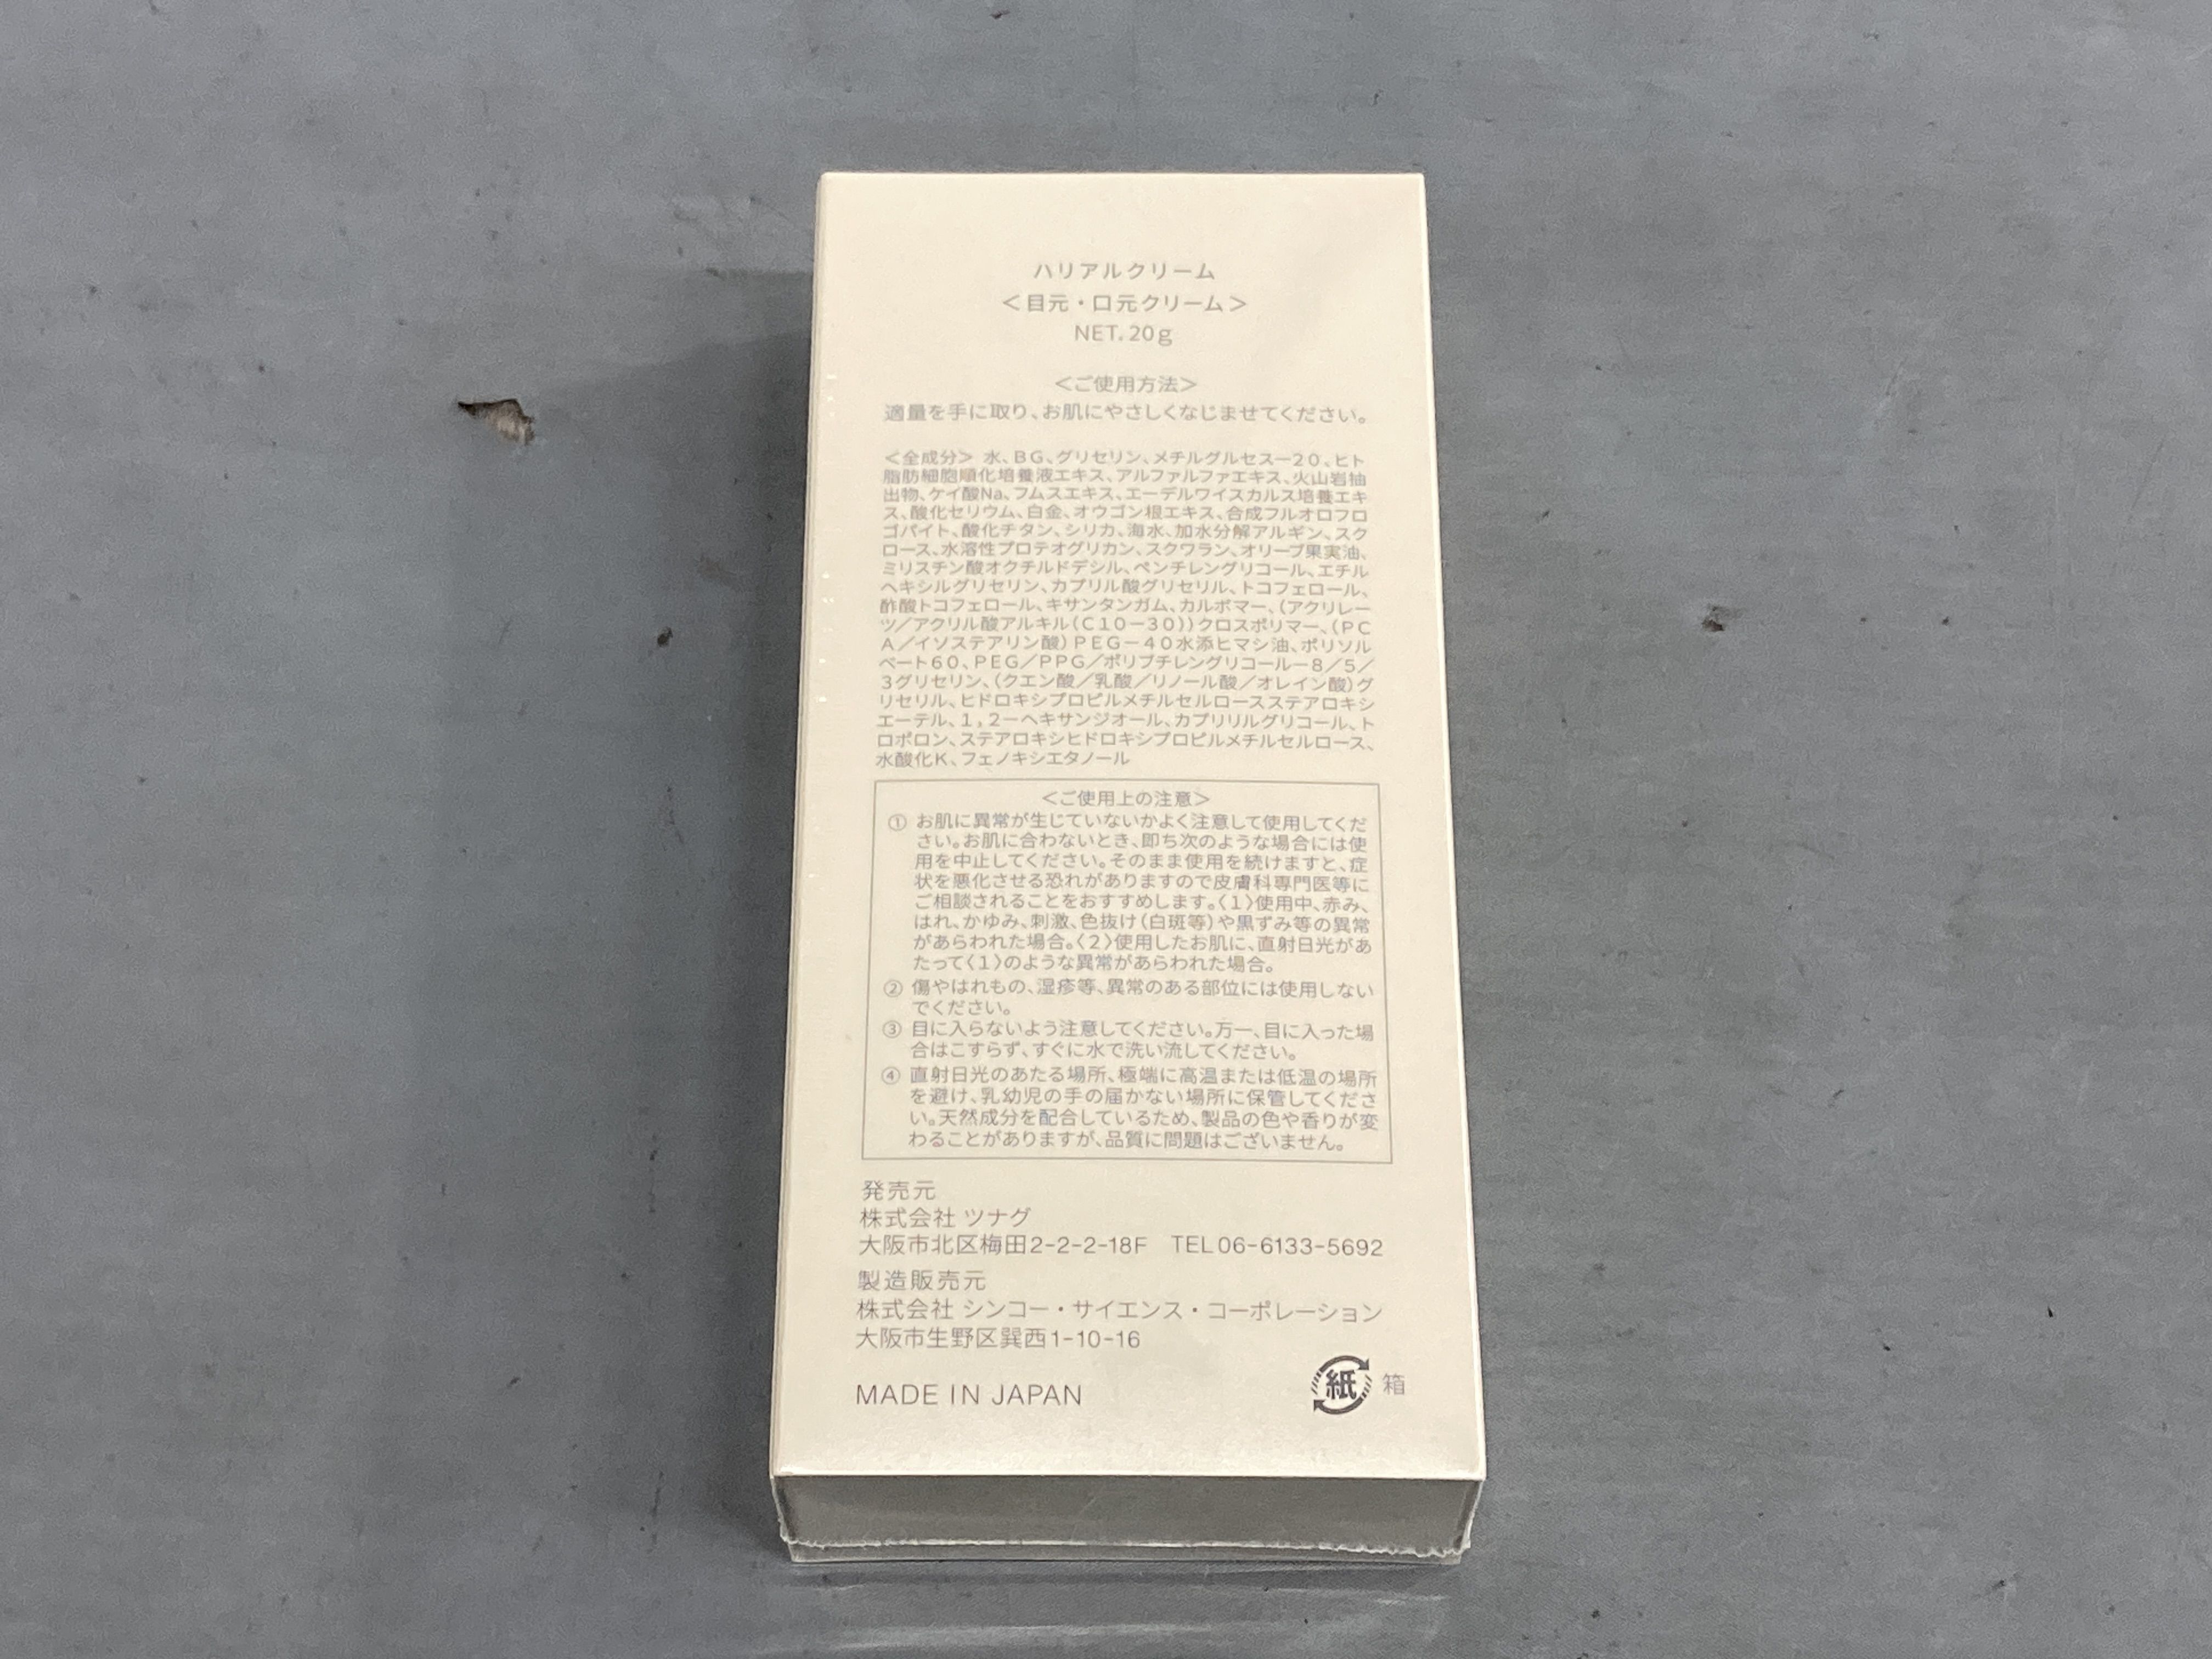 ハリアルクリーム
＜目元・口元クリーム＞
NET. 20g
＜ご使用方法＞
適量を手に取り、お肌にやさしくなじませてください。
＜全成分＞ 水、BG、グリセリン、メチルグルセスー20、ヒト
脂肪細胞順化培養液エキス、アルファルファエキス、火山岩抽
出物、ケイ酸Na、フムスエキス、エーデルワイスカルス培養エキ
ス、酸化セリウム、白金、オウゴン根エキス、合成フルオロフロ
ゴパイト、酸化チタン、シリカ、海水、加水分解アルギン、スク
ロース、水溶性プロテオグリカン、スクワラン、オリーブ果実油、
ミリスチン酸オクチルドデシル、ペンチレングリコール、エチル
ヘキシルグリセリン、カプリル酸グリセリル、トコフェロール、
酢酸トコフェロール、キサンタンガム、カルボマー、（アクリレー
ツ／アクリル酸アルキル（C10－30））クロスポリマー、（PC
A／イソステアリン酸）PEG－40水添ヒマシ油、ポリソル
ベート60、PEG／PPG／ポリブチレングリコール－8／5／
3グリセリン、（クエン酸／乳酸／リノール酸／オレイン酸）グ
リセリル、ヒドロキシプロピルメチルセルロースステアロキシ
エーテル、1，2－ヘキサンジオール、カプリリルグリコール、ト
ロポロン、ステアロキシヒドロキシプロピルメチルセルロース、
水酸化K、フェノキシエタノール
＜ご使用上の注意＞
① お肌に異常が生じていないかよく注意して使用してくだ
さい。お肌に合わないとき、即ち次のような場合には使
用を中止してください。そのまま使用を続けますと、症
状を悪化させる恐れがありますので皮膚科専門医等に
ご相談されることをおすすめします。〈1〉使用中、赤み、
はれ、かゆみ、刺激、色抜け（白斑等）や黒ずみ等の異常
があらわれた場合。〈2〉使用したお肌に、直射日光があ
たって〈1〉のような異常があらわれた場合。
② 傷やはれもの、湿疹等、異常のある部位には使用しない
でください。
③ 目に入らないよう注意してください。万一、目に入った場
合はこすらず、すぐに水で洗い流してください。
④ 直射日光のあたる場所、極端に高温または低温の場所
を避け、乳幼児の手の届かない場所に保管してくださ
い。天然成分を配合しているため、製品の色や香りが変
わることがありますが、品質に問題はございません。
発売元
株式会社 ツナグ
大阪市北区梅田2-2-2-18F TEL06-6133-5692
製造販売元
株式会社 シンコー・サイエンス・コーポレーション
大阪市生野区巽西1-10-16
MADE IN JAPAN
紙 箱